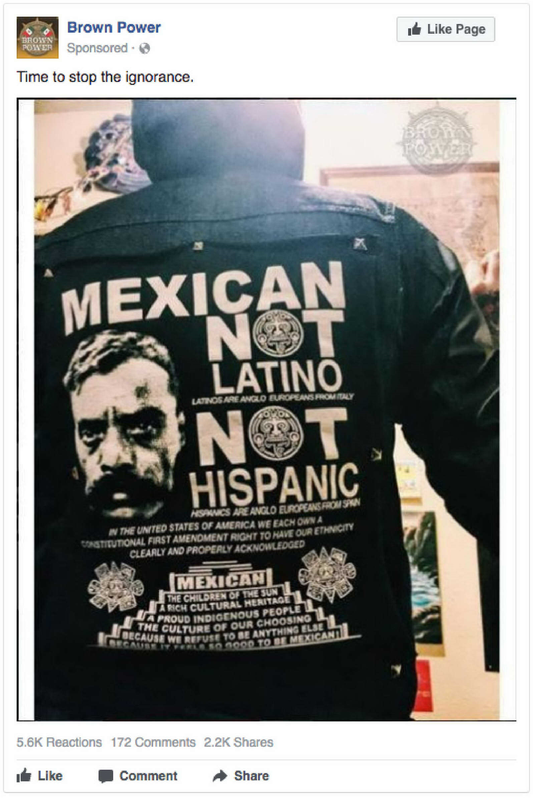 Brown Power
Sponsored ·
Like Page
BROWN
POWER
Time to stop the ignorance.
BROWN
POWER
MEXICAN
NOT
LATINO
LATINOS ARE ANGLO EUROPEANS FROM ITALY
NOT
HISPANIC
HISPANICS ARE ANGLO EUROPEANS FROM SPAIN
IN THE UNITED STATES OF AMERICA WE EACH OWN A
CONSTITUTIONAL FIRST AMENDMENT RIGHT TO HAVE OUR ETHNICITY
CLEARLY AND PROPERLY ACKNOWLEDGED
MEXICAN
THE CHILDREN OF THE SUN
A RICH CULTURAL HERITAGE
A PROUD INDIGENOUS PEOPLE
THE CULTURE OF OUR CHOOSING
BECAUSE WE REFUSE TO BE ANYTHING ELSE
BECAUSE IT FEELS SO GOOD TO BE MEXICAN!
5.6K Reactions 172 Comments 2.2K Shares
Like Comment Share